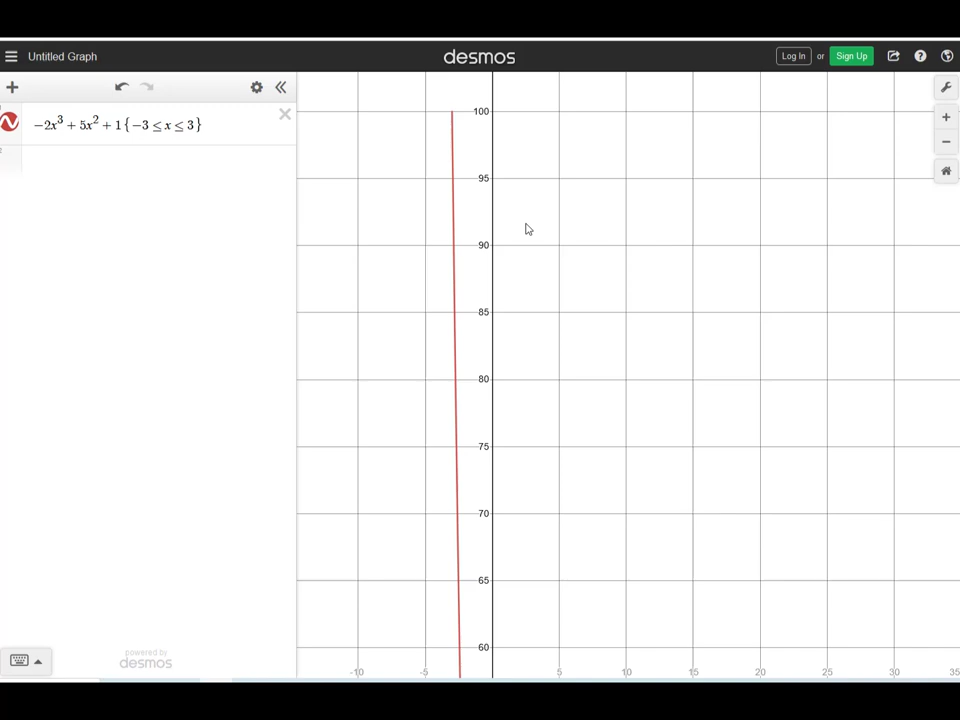 Untitled Graph
desmos
Log In or Sign Up
−2x³ + 5x² + 1{−3 ≤ x ≤ 3}
2
100
95
90
85
80
75
70
65
60
-10 -5 5 10 15 20 25 30 35
powered by
desmos